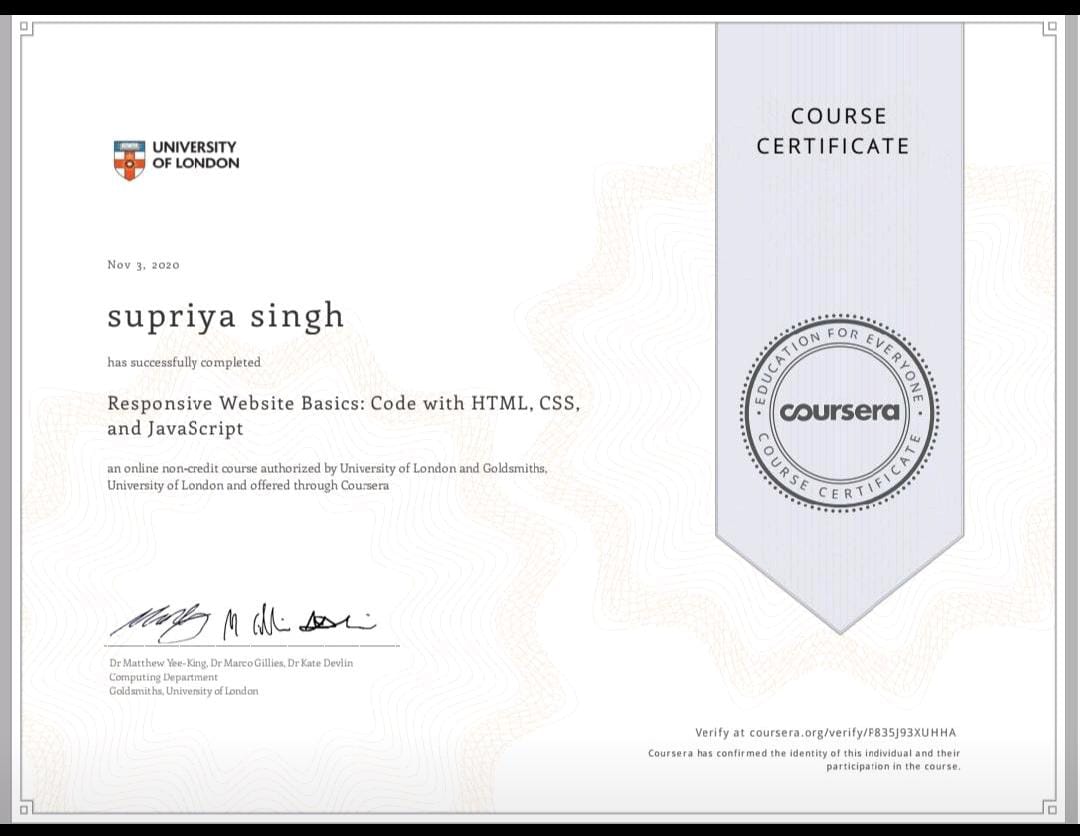 UNIVERSITY
OF LONDON
COURSE
CERTIFICATE
Nov 3, 2020
supriya singh
has successfully completed
Responsive Website Basics: Code with HTML, CSS,
and JavaScript
an online non-credit course authorized by University of London and Goldsmiths,
University of London and offered through Coursera
EDUCATION FOR EVERYONE
coursera
COURSE CERTIFICATE
Dr Matthew Yee-King, Dr Marco Gillies, Dr Kate Devlin
Computing Department
Goldsmiths, University of London
Verify at coursera.org/verify/F835J93XUHHA
Coursera has confirmed the identity of this individual and their
participation in the course.